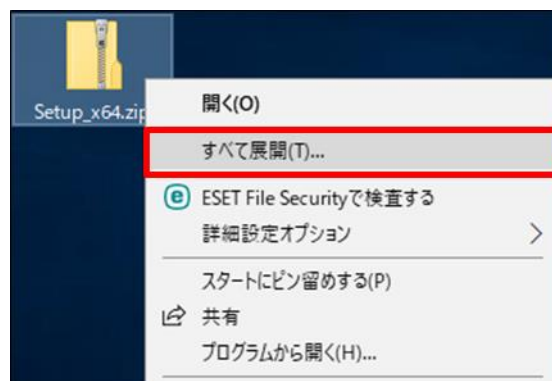 Setup_x64.zip
開く(O)
すべて展開(T)...
ESET File Securityで検査する
詳細設定オプション
スタートにピン留めする(P)
共有
プログラムから開く(H)...